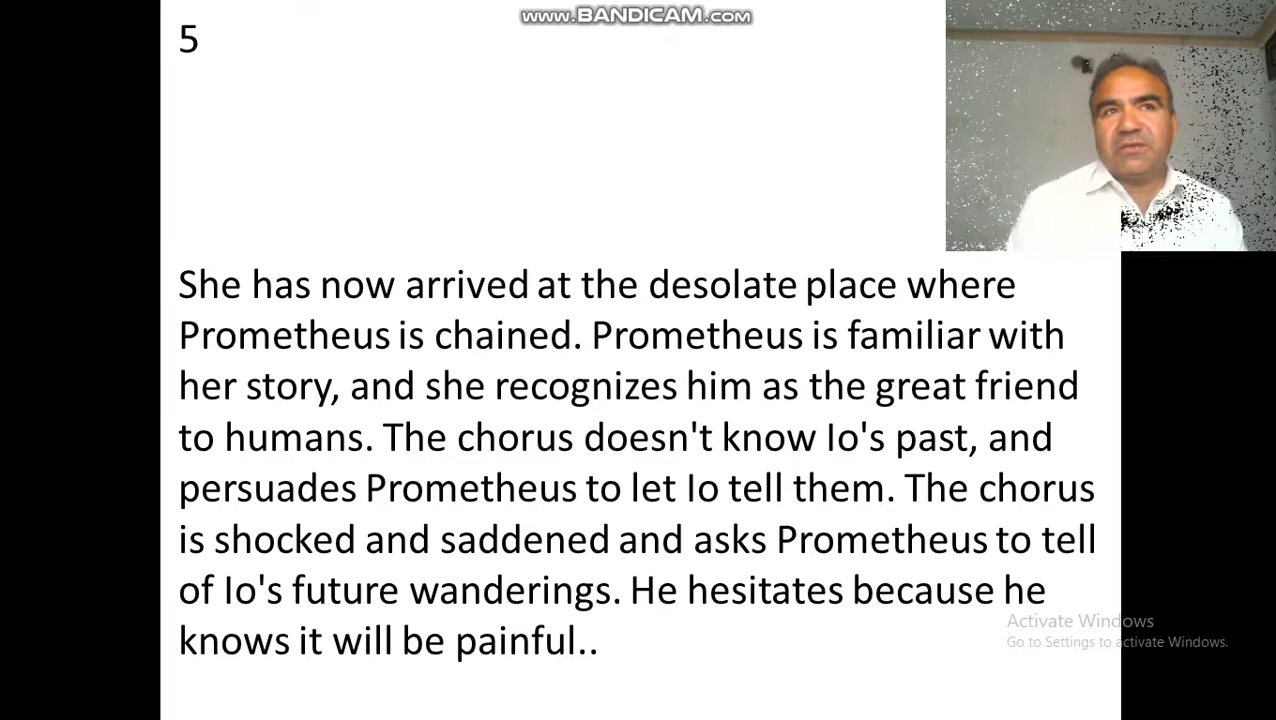 www.BANDICAM.com
5
She has now arrived at the desolate place where
Prometheus is chained. Prometheus is familiar with
her story, and she recognizes him as the great friend
to humans. The chorus doesn't know Io's past, and
persuades Prometheus to let Io tell them. The chorus
is shocked and saddened and asks Prometheus to tell
of Io's future wanderings. He hesitates because he
knows it will be painful..
Activate Windows
Go to Settings to activate Windows.